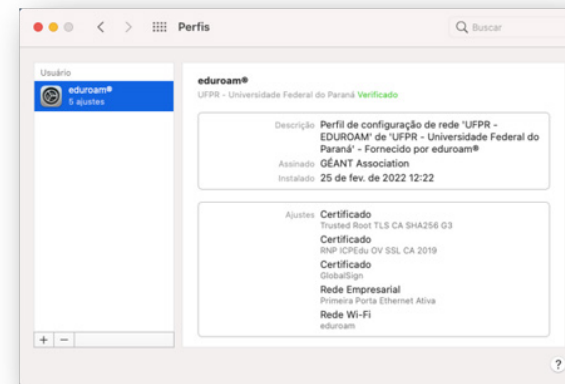 Perfis
Buscar
Usuário
eduroam®
5 ajustes
eduroam®
UFPR - Universidade Federal do Paraná Verificado
Descrição Perfil de configuração de rede 'UFPR -
EDUROAM' de 'UFPR - Universidade Federal do
Paraná' - Fornecido por eduroam®
Assinado GÉANT Association
Instalado 25 de fev. de 2022 12:22
Ajustes Certificado
Trusted Root TLS CA SHA256 G3
Certificado
RNP ICPEdu OV SSL CA 2019
Certificado
GlobalSign
Rede Empresarial
Primeira Porta Ethernet Ativa
Rede Wi-Fi
eduroam
+ −
?